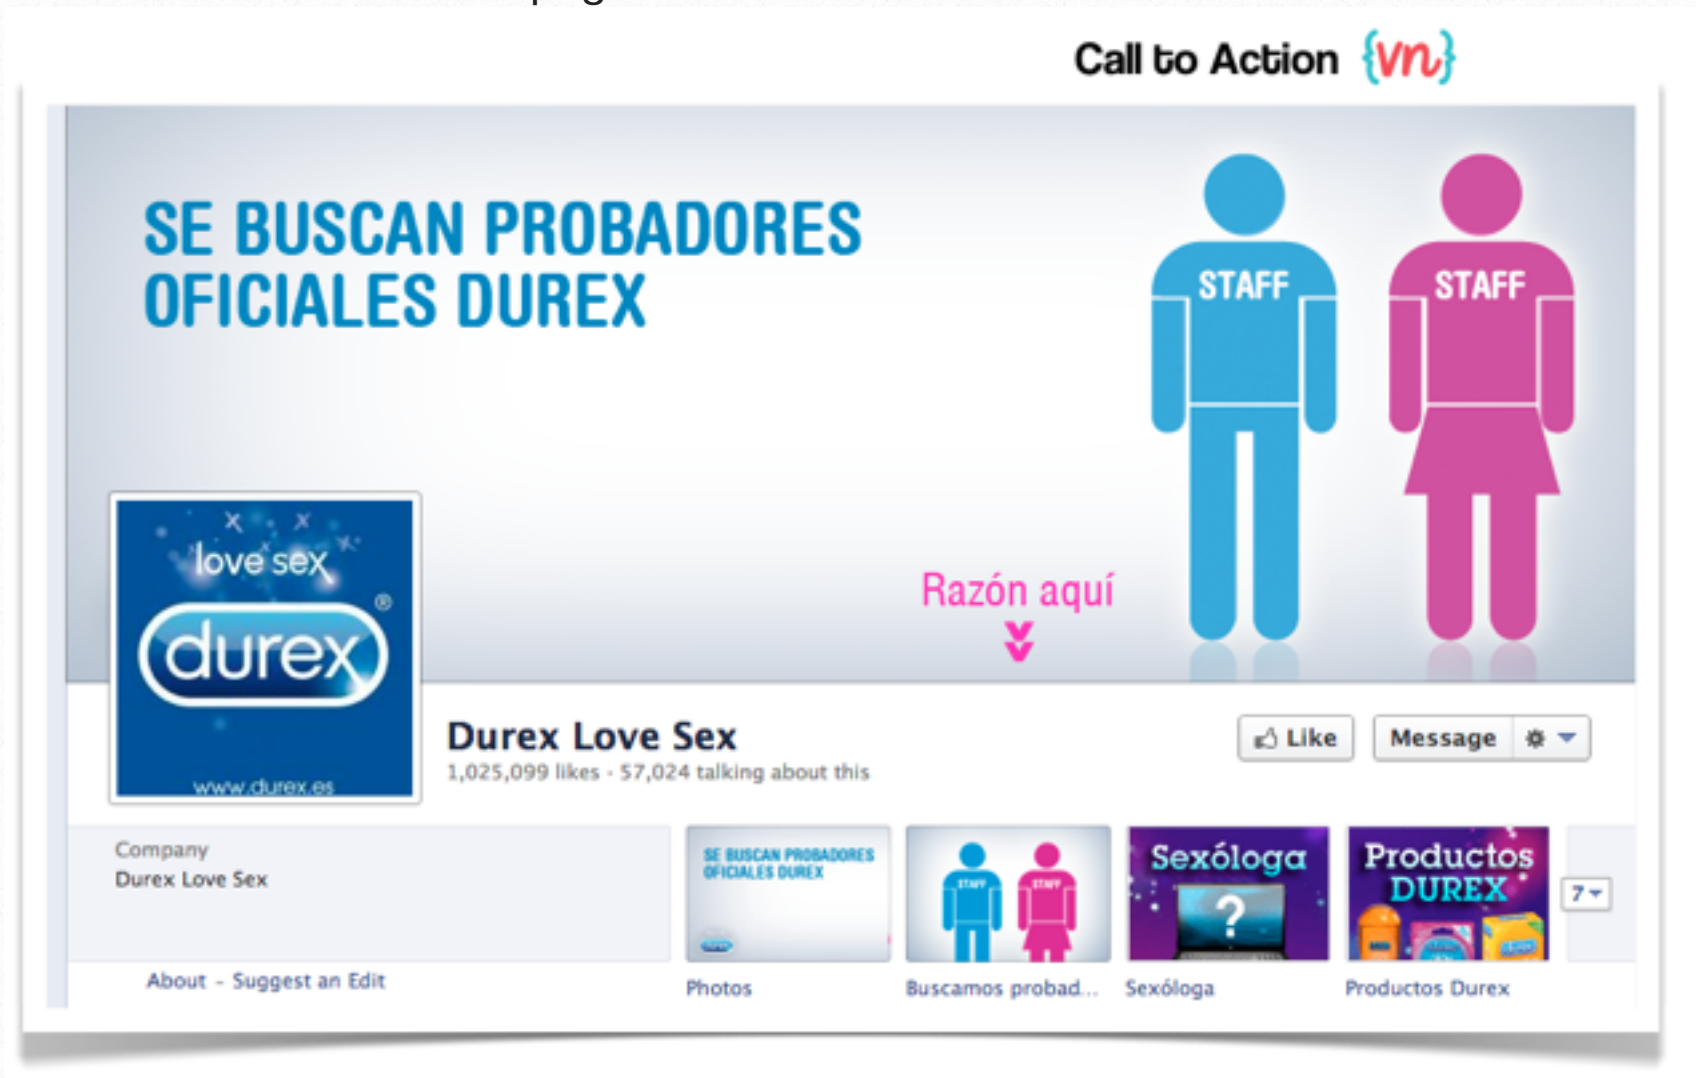 Call to Action {vn}
SE BUSCAN PROBADORES
OFICIALES DUREX
STAFF
STAFF
Razón aquí
love sex
durex®
www.durex.es
Durex Love Sex
1,025,099 likes · 57,024 talking about this
Like
Message
Company
Durex Love Sex
About - Suggest an Edit
SE BUSCAN PROBADORES
OFICIALES DUREX
durex
Photos
STAFF
STAFF
Buscamos probad...
Sexóloga
?
Sexóloga
Productos
DUREX
Productos Durex
7